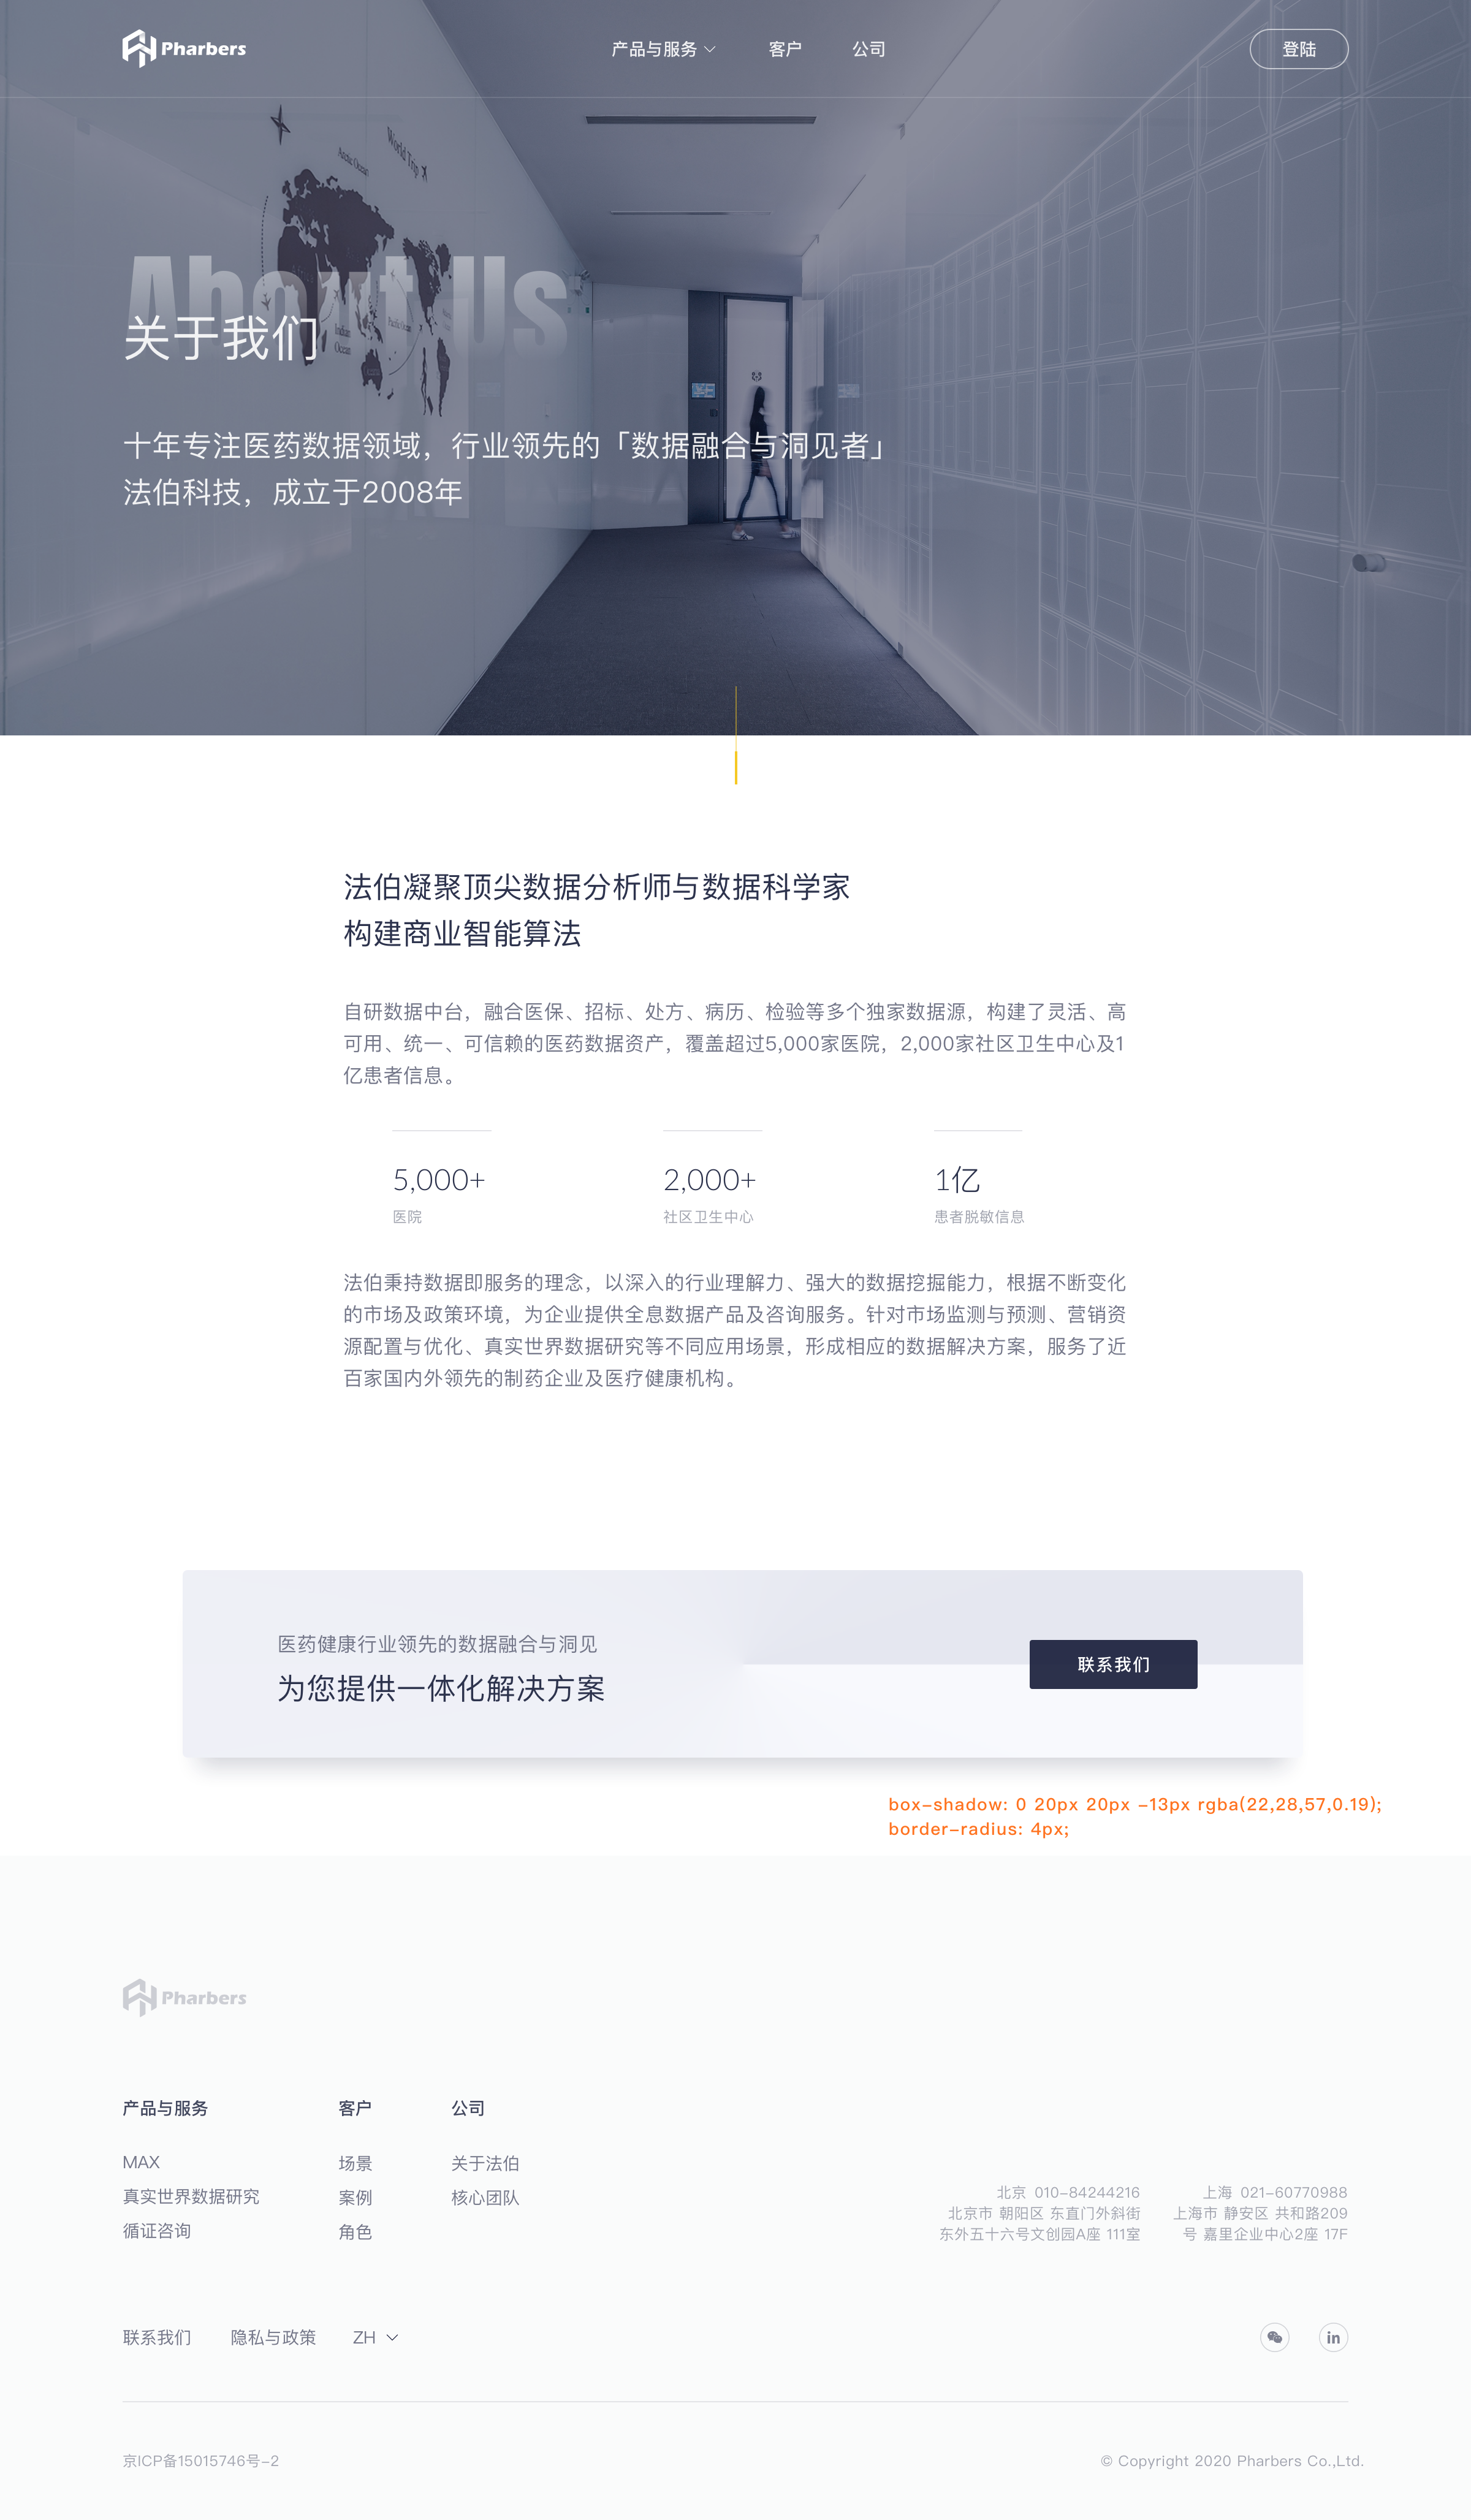 Pharbers
产品与服务
客户
公司
登陆
World Trip
Arctic Ocean
About Us
关于我们
Indian Ocean
Pacific Ocean
十年专注医药数据领域，行业领先的「数据融合与洞见者」
法伯科技，成立于2008年
法伯凝聚顶尖数据分析师与数据科学家
构建商业智能算法
自研数据中台，融合医保、招标、处方、病历、检验等多个独家数据源，构建了灵活、高
可用、统一、可信赖的医药数据资产，覆盖超过5,000家医院，2,000家社区卫生中心及1
亿患者信息。
5,000+
2,000+
1亿
医院
社区卫生中心
患者脱敏信息
法伯秉持数据即服务的理念，以深入的行业理解力、强大的数据挖掘能力，根据不断变化
的市场及政策环境，为企业提供全息数据产品及咨询服务。针对市场监测与预测、营销资
源配置与优化、真实世界数据研究等不同应用场景，形成相应的数据解决方案，服务了近
百家国内外领先的制药企业及医疗健康机构。
医药健康行业领先的数据融合与洞见
为您提供一体化解决方案
联系我们
box-shadow: 0 20px 20px -13px rgba(22,28,57,0.19);
border-radius: 4px;
Pharbers
产品与服务
MAX
真实世界数据研究
循证咨询
客户
场景
案例
角色
公司
关于法伯
核心团队
北京 010-84244216
北京市 朝阳区 东直门外斜街
东外五十六号文创园A座 111室
上海 021-60770988
上海市 静安区 共和路209
号 嘉里企业中心2座 17F
联系我们
隐私与政策
ZH
in
京ICP备15015746号-2
© Copyright 2020 Pharbers Co.,Ltd.